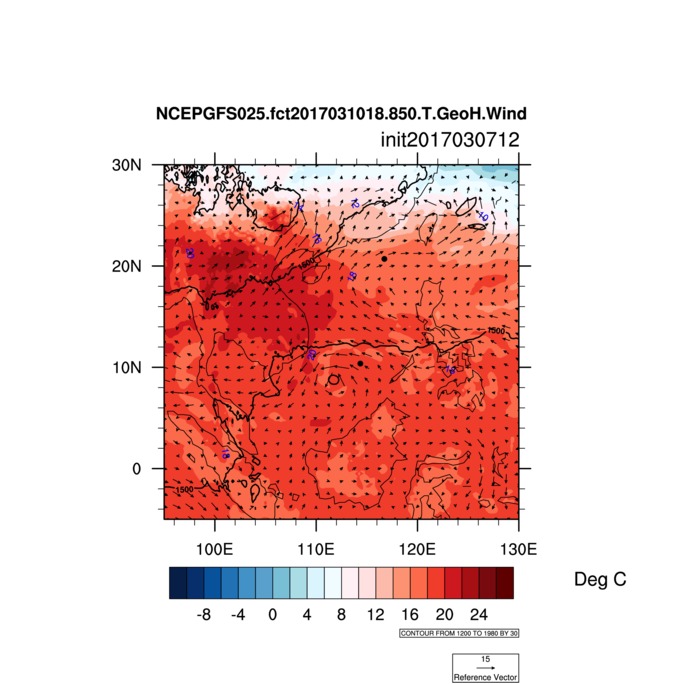 NCEPGFS025.fct2017031018.850.T.GeoH.Wind
init2017030712
30N
20N
10N
0
1500
1500
1500
100E
110E
120E
130E
-8
-4
0
4
8
12
16
20
24
Deg C
CONTOUR FROM 1200 TO 1980 BY 30
15
Reference Vector